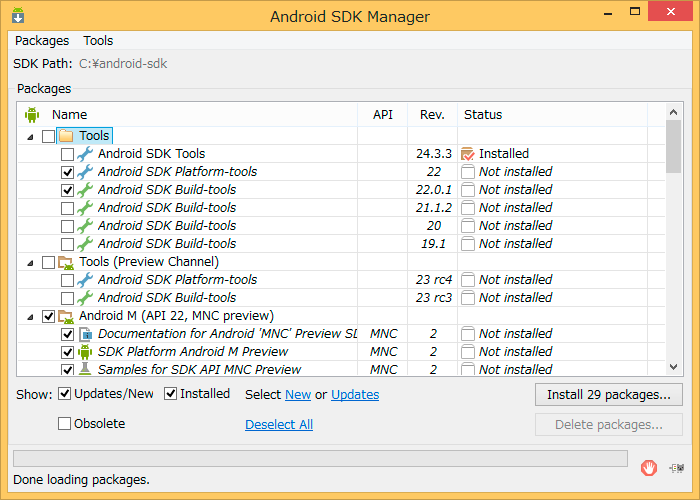 Android SDK Manager
Packages Tools
SDK Path: C:¥android-sdk
Packages
Name API Rev. Status
Tools
Android SDK Tools 24.3.3 Installed
Android SDK Platform-tools 22 Not installed
Android SDK Build-tools 22.0.1 Not installed
Android SDK Build-tools 21.1.2 Not installed
Android SDK Build-tools 20 Not installed
Android SDK Build-tools 19.1 Not installed
Tools (Preview Channel)
Android SDK Platform-tools 23 rc4 Not installed
Android SDK Build-tools 23 rc3 Not installed
Android M (API 22, MNC preview)
Documentation for Android 'MNC' Preview SD MNC 2 Not installed
SDK Platform Android M Preview MNC 2 Not installed
Samples for SDK API MNC Preview MNC 2 Not installed
Show: Updates/New Installed Select New or Updates Install 29 packages...
Obsolete Deselect All Delete packages...
Done loading packages.